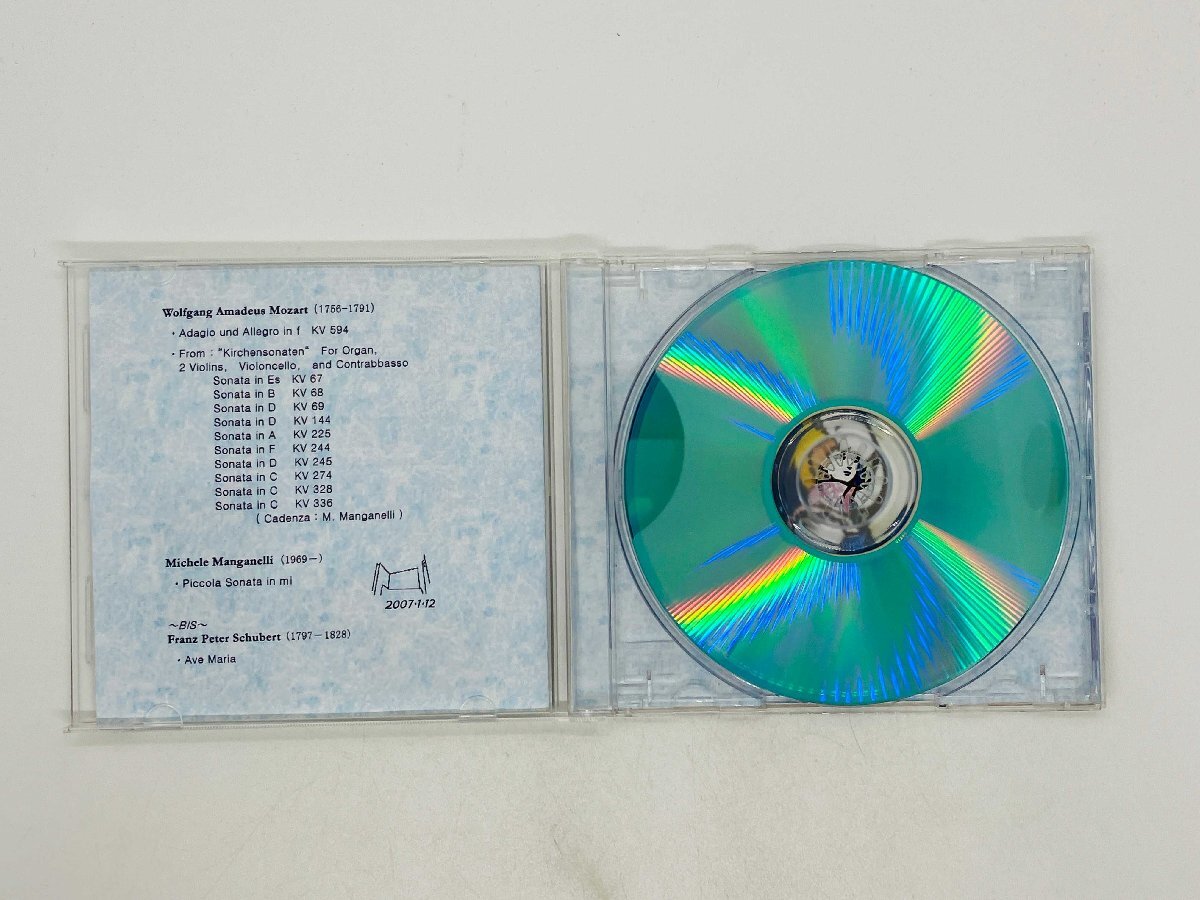 Wolfgang Amadeus Mozart (1756-1791)
・Adagio und Allegro in f KV 594
・From : "Kirchensonaten" For Organ,
2 Violins, Violoncello, and Contrabbasso
Sonata in Es KV 67
Sonata in B KV 68
Sonata in D KV 69
Sonata in D KV 144
Sonata in A KV 225
Sonata in F KV 244
Sonata in D KV 245
Sonata in C KV 274
Sonata in C KV 328
Sonata in C KV 336
( Cadenza : M. Manganelli )
Michele Manganelli (1969-)
・Piccola Sonata in mi
2007・1・12
~BIS~
Franz Peter Schubert (1797-1828)
・Ave Maria